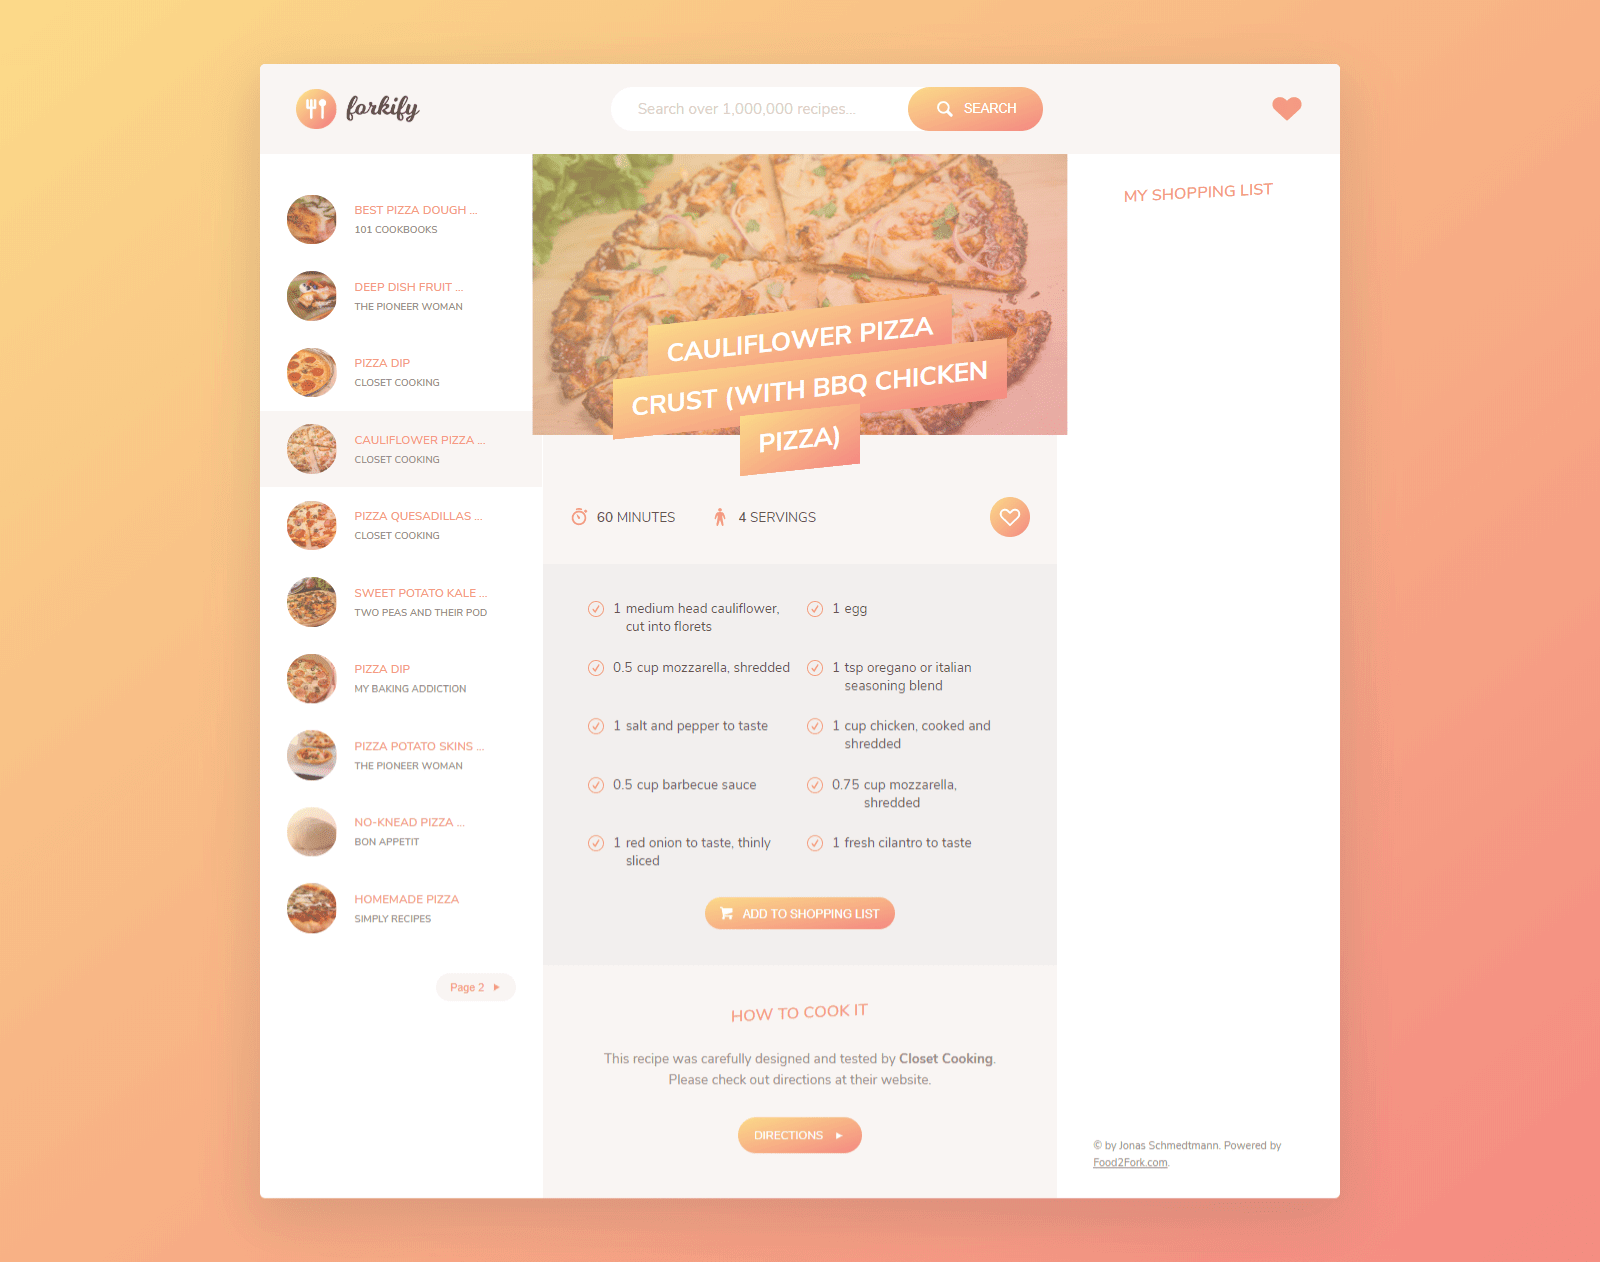 forkify
Search over 1,000,000 recipes...
SEARCH
BEST PIZZA DOUGH ...
101 COOKBOOKS
DEEP DISH FRUIT ...
THE PIONEER WOMAN
PIZZA DIP
CLOSET COOKING
CAULIFLOWER PIZZA ...
CLOSET COOKING
PIZZA QUESADILLAS ...
CLOSET COOKING
SWEET POTATO KALE ...
TWO PEAS AND THEIR POD
PIZZA DIP
MY BAKING ADDICTION
PIZZA POTATO SKINS ...
THE PIONEER WOMAN
NO-KNEAD PIZZA ...
BON APPETIT
HOMEMADE PIZZA
SIMPLY RECIPES
Page 2
CAULIFLOWER PIZZA
CRUST (WITH BBQ CHICKEN
PIZZA)
60 MINUTES
4 SERVINGS
1 medium head cauliflower,
cut into florets
1 egg
0.5 cup mozzarella, shredded
1 tsp oregano or italian
seasoning blend
1 salt and pepper to taste
1 cup chicken, cooked and
shredded
0.5 cup barbecue sauce
0.75 cup mozzarella,
shredded
1 red onion to taste, thinly
sliced
1 fresh cilantro to taste
ADD TO SHOPPING LIST
HOW TO COOK IT
This recipe was carefully designed and tested by Closet Cooking.
Please check out directions at their website.
DIRECTIONS
MY SHOPPING LIST
© by Jonas Schmedtmann. Powered by
Food2Fork.com.